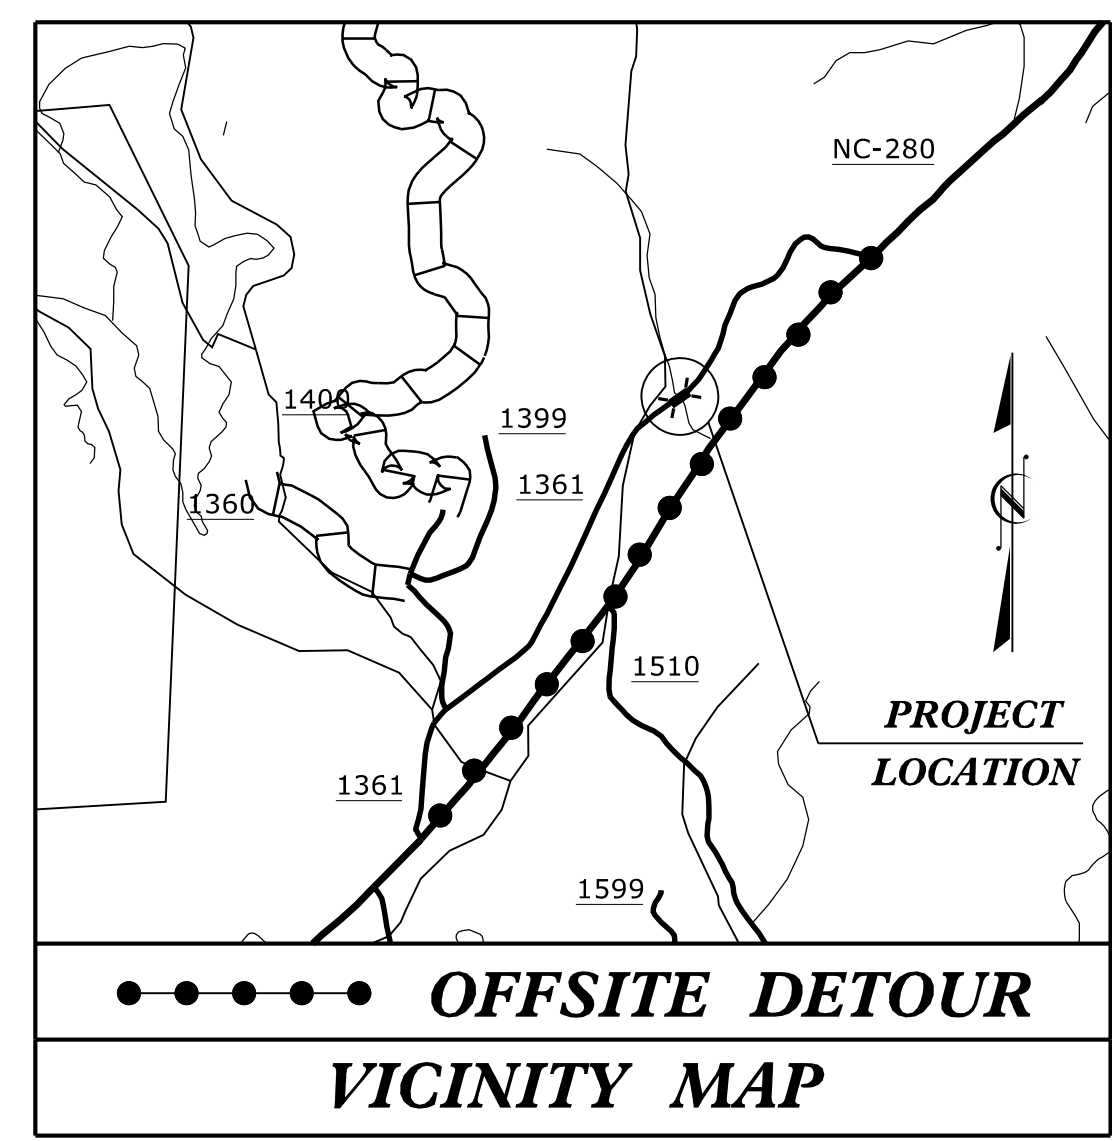 NC-280
1400
1399
1361
1360
1510
PROJECT
LOCATION
1361
1599
OFFSITE DETOUR
VICINITY MAP